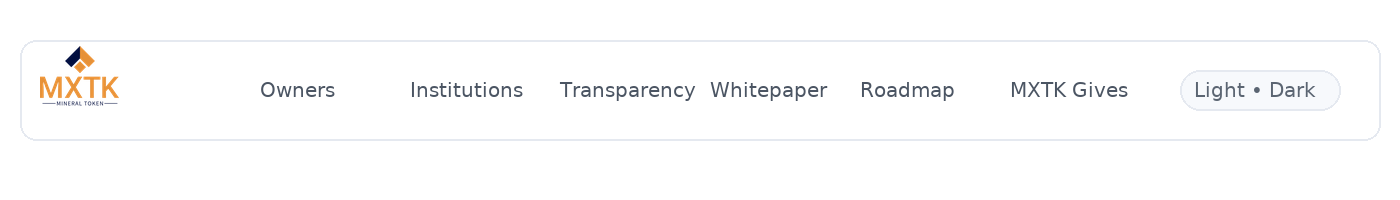 MXTK
MINERAL TOKEN
Owners Institutions Transparency Whitepaper Roadmap MXTK Gives Light • Dark